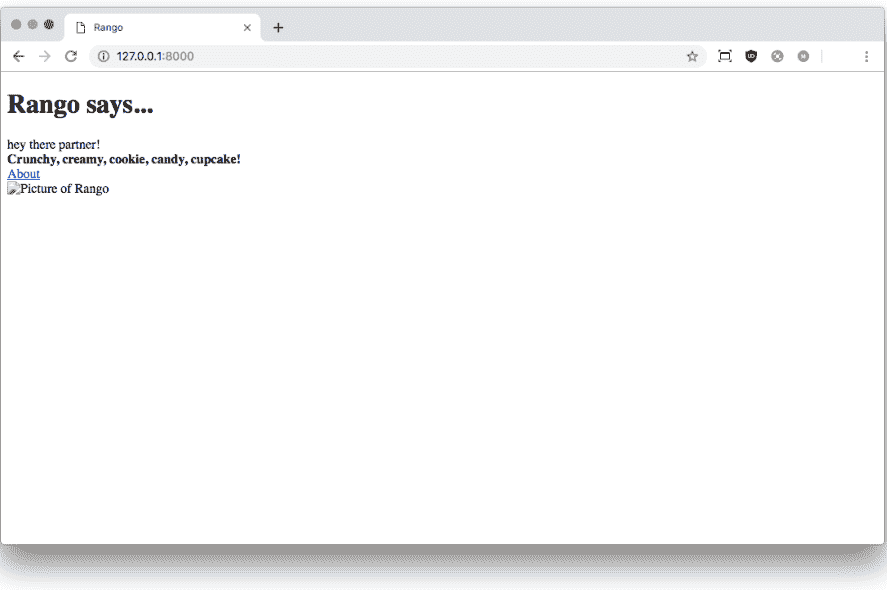 Rango
127.0.0.1:8000
Rango says...
hey there partner!
Crunchy, creamy, cookie, candy, cupcake!
About
Picture of Rango